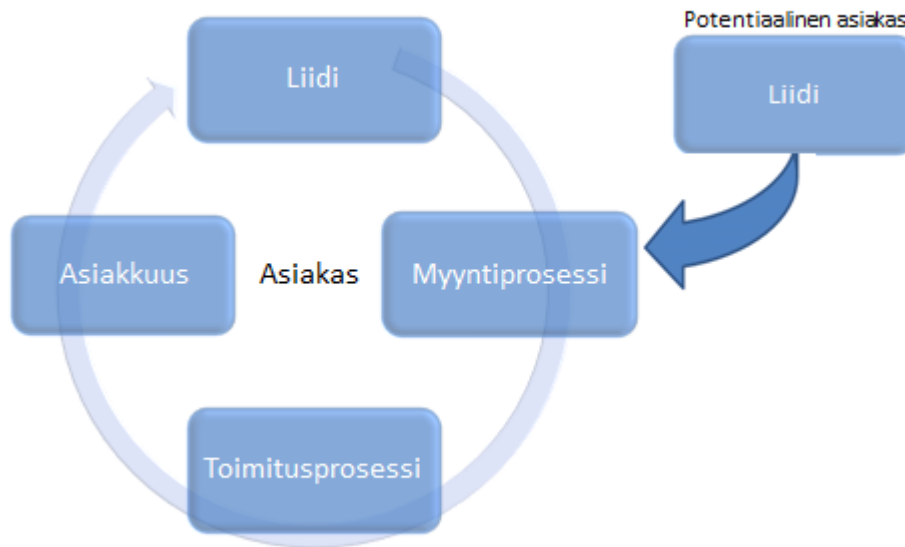 Potentiaalinen asiakas
Liidi
Liidi
Asiakkuus
Asiakas
Myyntiprosessi
Toimitusprosessi